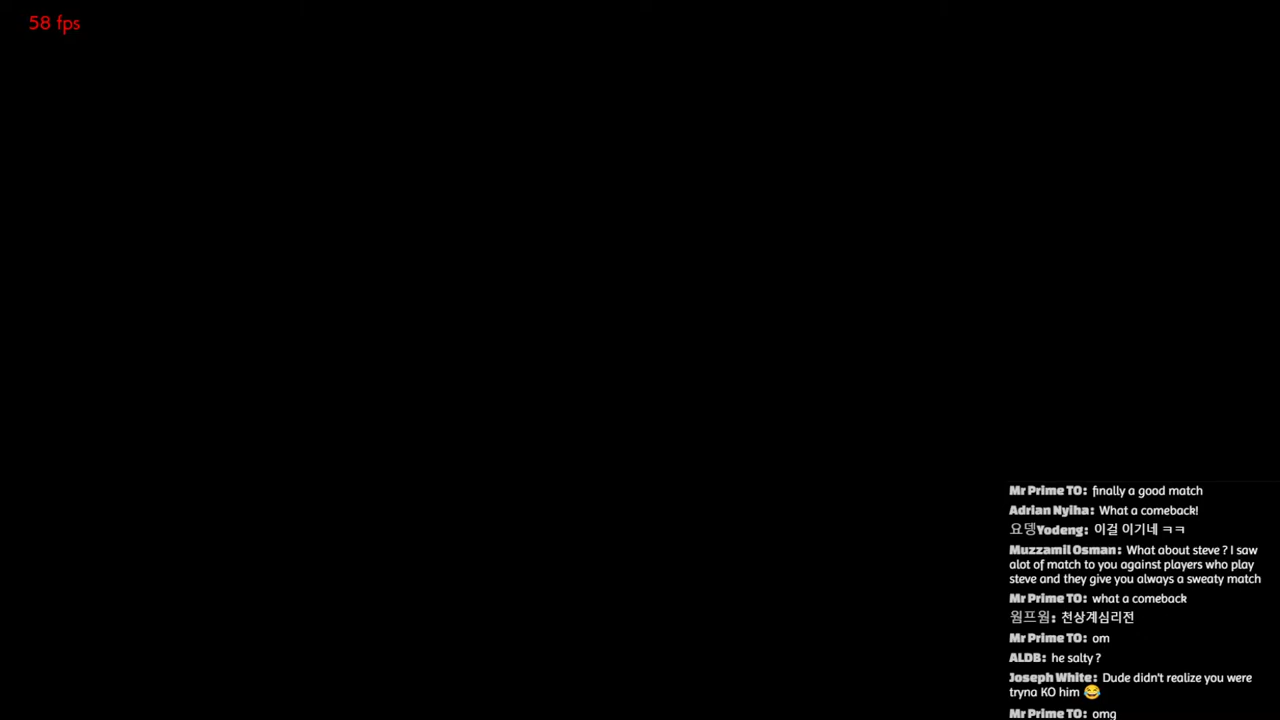 58 fps
Mr Prime TO: finally a good match
Adrian Nyiha: What a comeback!
요뎅Yodeng: 이걸 이기네 ㅋㅋ
Muzzamil Osman: What about steve ? I saw
alot of match to you against players who play
steve and they give you always a sweaty match
Mr Prime TO: what a comeback
웜프웜: 천상계심리전
Mr Prime TO: om
ALDB: he salty ?
Joseph White: Dude didn't realize you were
tryna KO him 😂
Mr Prime TO: omg